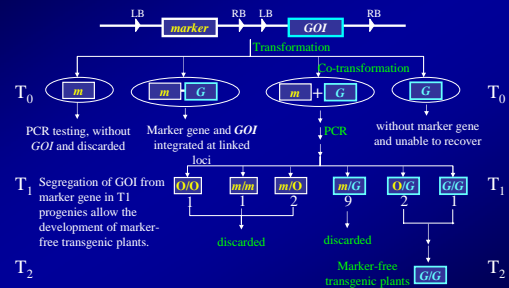 LB RB LB RB
marker GOI
Transformation
Co-transformation
T0 m m G m + G G T0
PCR testing, without
GOI and discarded
Marker gene and GOI
integrated at linked
loci
PCR
without marker gene
and unable to recover
T1 Segregation of GOI from
marker gene in T1
progenies allow the
development of marker-
free transgenic plants.
O/O m/m m/O m/G O/G G/G T1
1 1 2 9 2 1
discarded discarded
Marker-free
transgenic plants
G/G
T2 T2